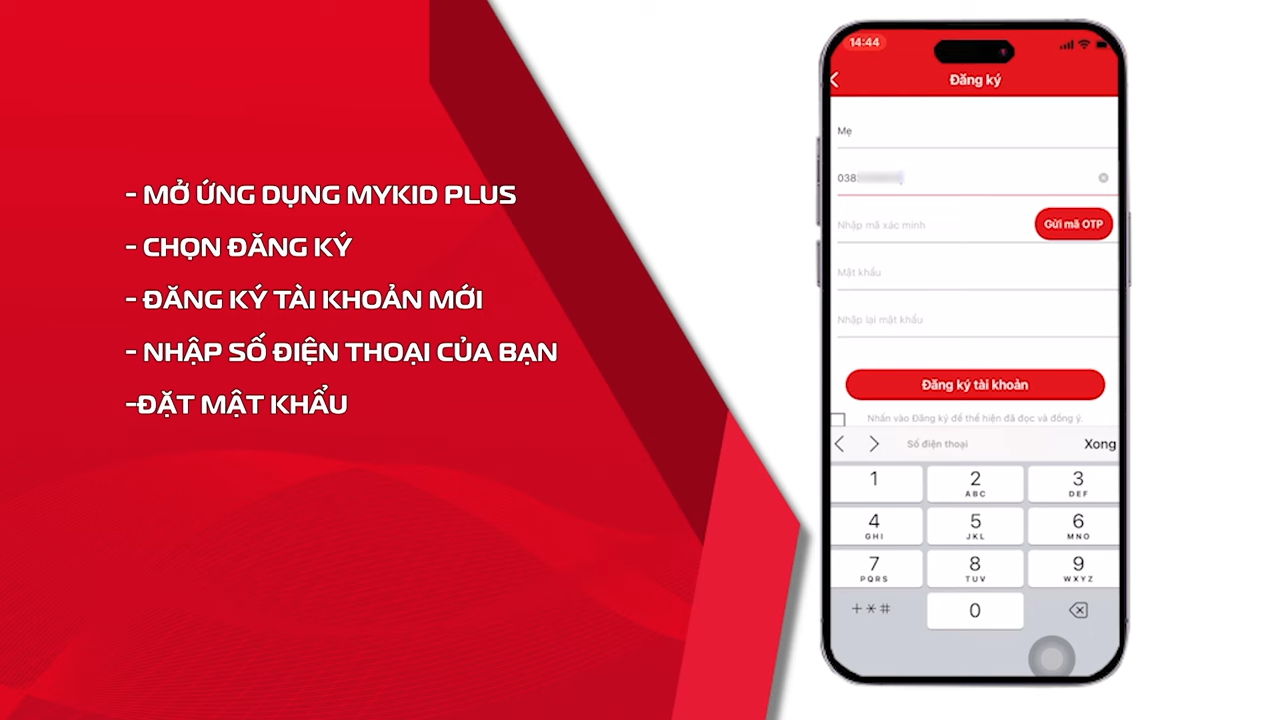 - MỞ ỨNG DỤNG MYKID PLUS
- CHỌN ĐĂNG KÝ
- ĐĂNG KÝ TÀI KHOẢN MỚI
- NHẬP SỐ ĐIỆN THOẠI CỦA BẠN
-ĐẶT MẬT KHẨU
14:44
Đăng ký
Mẹ
038
Nhập mã xác minh
Gửi mã OTP
Mật khẩu
Nhập lại mật khẩu
Đăng ký tài khoản
Nhấn vào Đăng ký để thể hiện đã đọc và đồng ý.
Số điện thoại
Xong
1 2 3
ABC DEF
4 5 6
GHI JKL MNO
7 8 9
PQRS TUV WXYZ
+*# 0